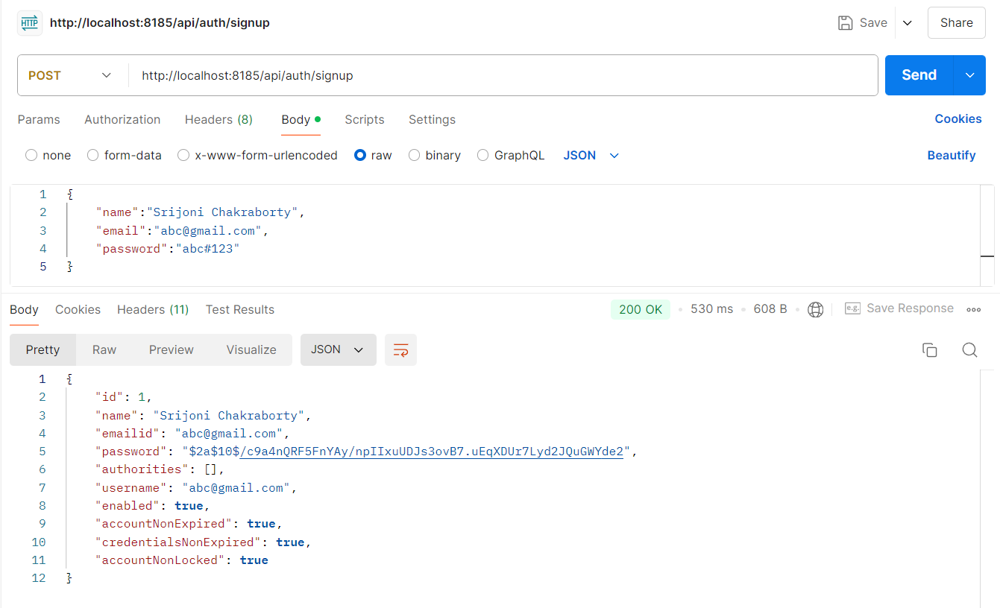 HTTP http://localhost:8185/api/auth/signup Save Share
POST http://localhost:8185/api/auth/signup Send
Params Authorization Headers (8) Body Scripts Settings Cookies
none form-data x-www-form-urlencoded raw binary GraphQL JSON Beautify
1 {
2 "name":"Srijoni Chakraborty",
3 "email":"abc@gmail.com",
4 "password":"abc#123"
5 }
Body Cookies Headers (11) Test Results 200 OK 530 ms 608 B e.g. Save Response
Pretty Raw Preview Visualize JSON
1 {
2 "id": 1,
3 "name": "Srijoni Chakraborty",
4 "emailid": "abc@gmail.com",
5 "password": "$2a$10$/c9a4nQRF5FnYAy/npIIxuUDJs3ovB7.uEqXDUr7Lyd2JQuGWYde2",
6 "authorities": [],
7 "username": "abc@gmail.com",
8 "enabled": true,
9 "accountNonExpired": true,
10 "credentialsNonExpired": true,
11 "accountNonLocked": true
12 }